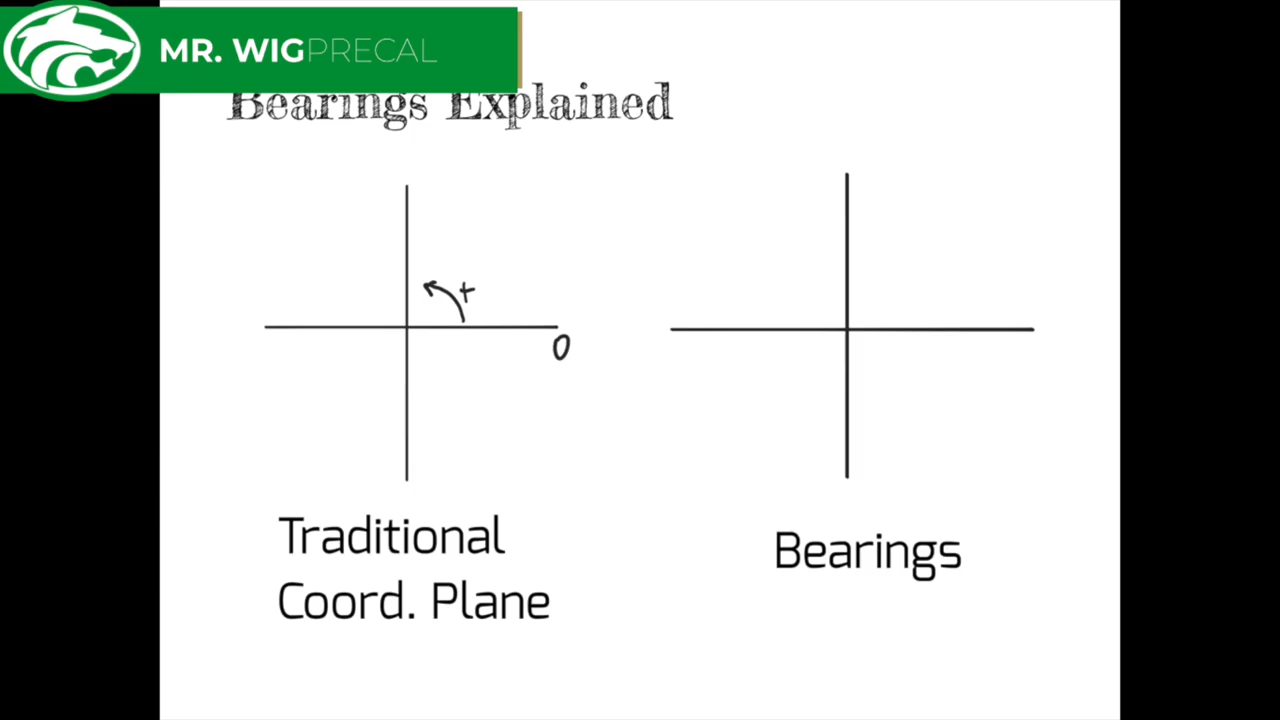 MR. WIGPRECAL
Bearings Explained
+
0
Traditional
Coord. Plane
Bearings